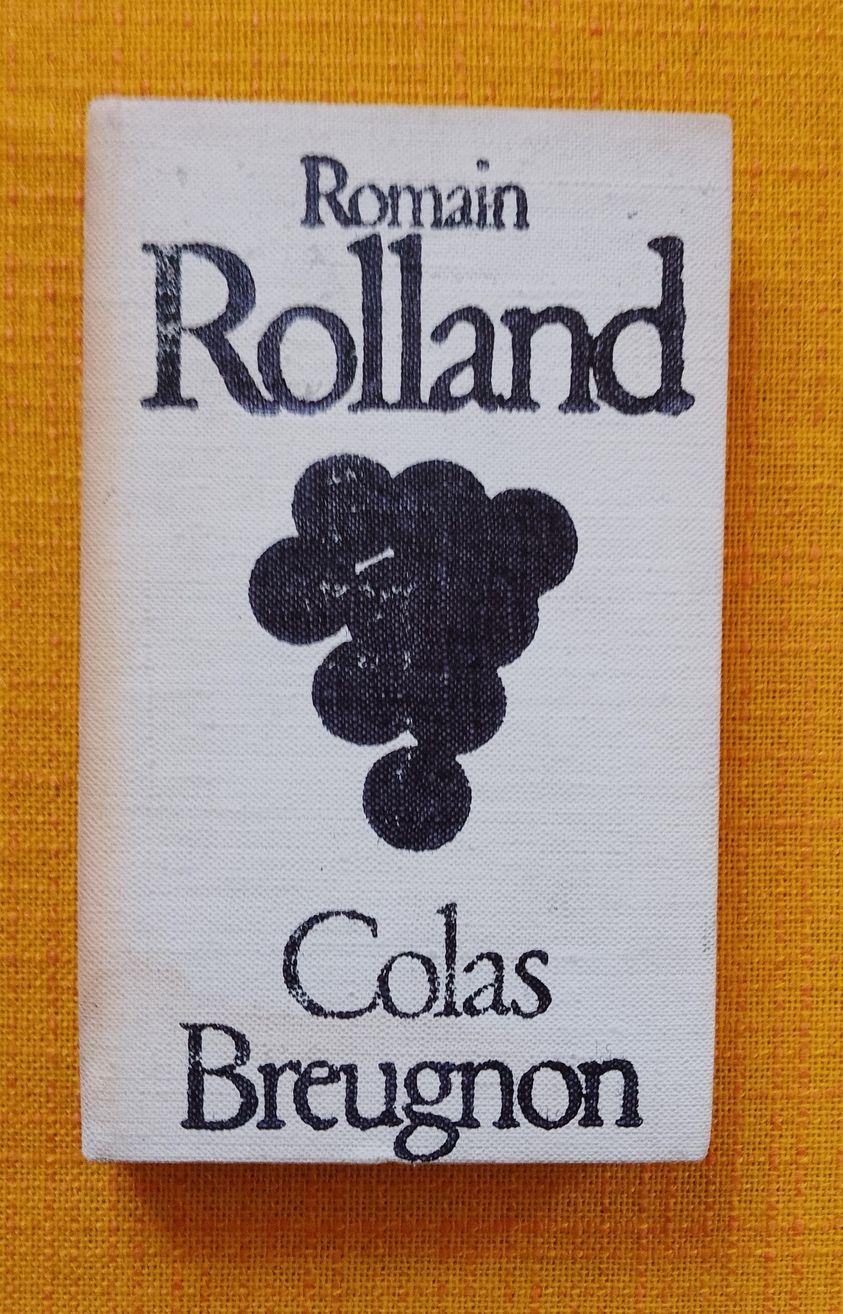 Romain
Rolland
Colas
Breugnon